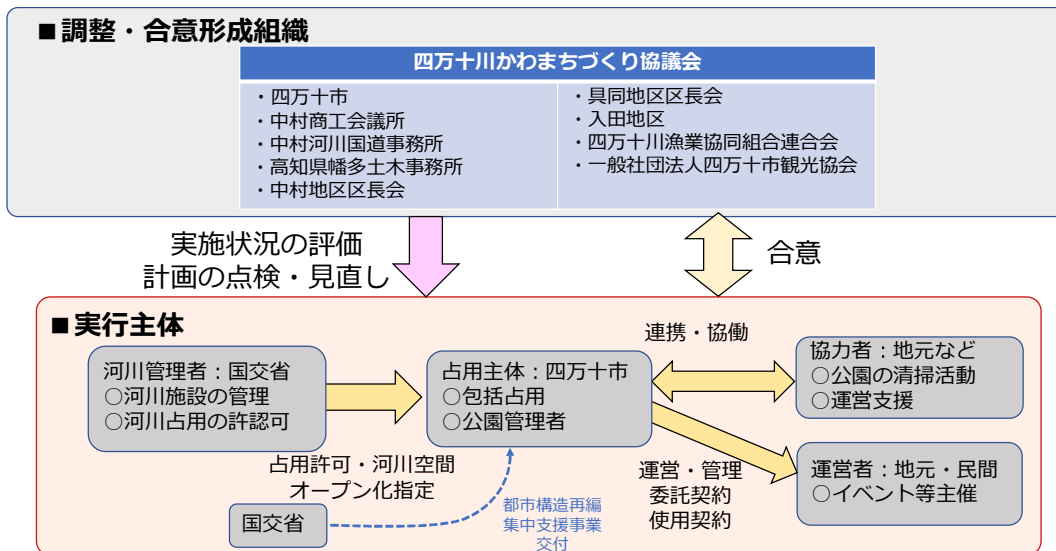 ■調整・合意形成組織
四万十川かわまちづくり協議会
・四万十市
・中村商工会議所
・中村河川国道事務所
・高知県幡多土木事務所
・中村地区区長会
・具同地区区長会
・入田地区
・四万十川漁業協同組合連合会
・一般社団法人四万十市観光協会
実施状況の評価
計画の点検・見直し
合意
■実行主体
河川管理者：国交省
○河川施設の管理
○河川占用の許認可
占用許可・河川空間
オープン化指定
国交省
占用主体：四万十市
○包括占用
○公園管理者
都市構造再編
集中支援事業
交付
連携・協働
協力者：地元など
○公園の清掃活動
○運営支援
運営・管理
委託契約
使用契約
運営者：地元・民間
○イベント等主催